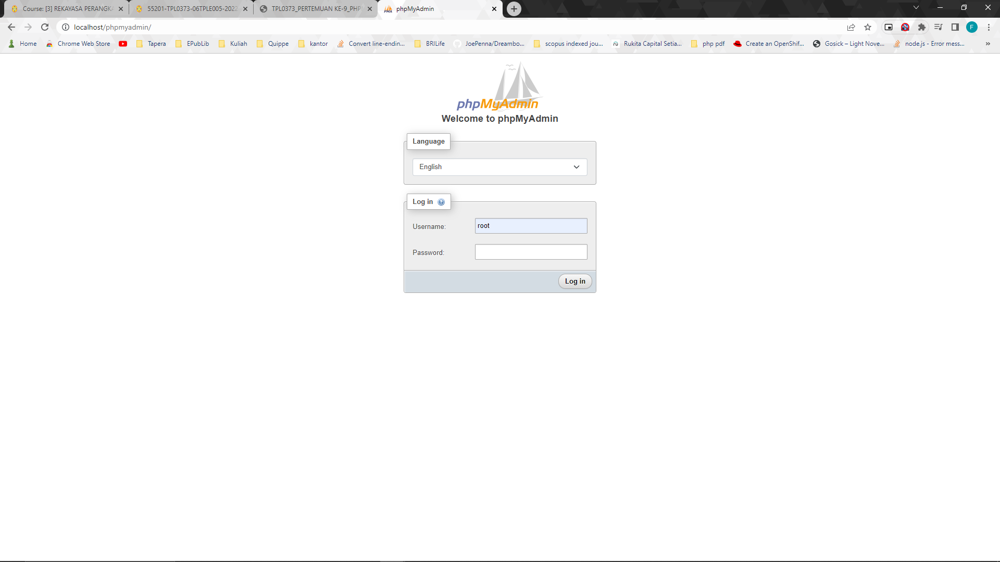 Course: [3] REKAYASA PERANGKA
55201-TPL0373-06TPLE005-2022
TPL0373_PERTEMUAN KE-9_PHP
phpMyAdmin
localhost/phpmyadmin/
F
Home
Chrome Web Store
Tapera
EPubLib
Kuliah
Quippe
kantor
Convert line-endin...
BRILife
JoePenna/Dreambo...
scopus indexed jou...
Rukita Capital Setia...
php pdf
Create an OpenShif...
Gosick – Light Nove...
node.js - Error mess...
»
phpMyAdmin
Welcome to phpMyAdmin
Language
English
Log in
Username:
root
Password:
Log in